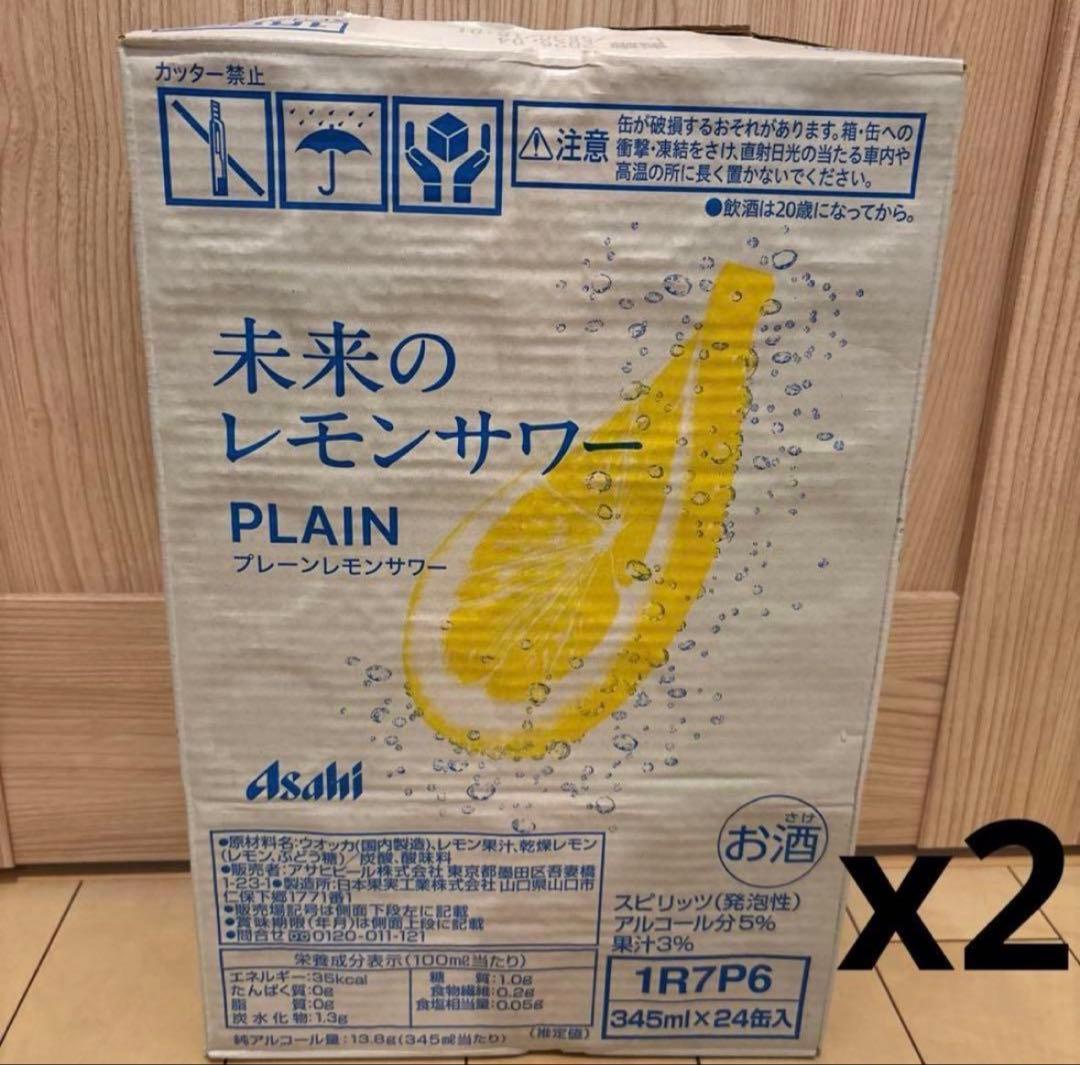 カッター禁止
注意
缶が破損するおそれがあります。箱・缶への
衝撃・凍結をさけ、直射日光の当たる車内や
高温の所に長く置かないでください。
●飲酒は20歳になってから。
未来の
レモンサワー
PLAIN
プレーンレモンサワー
Asahi
●原材料名:ウオッカ(国内製造)、レモン果汁、乾燥レモン
(レモン、ぶどう糖)/炭酸、酸味料
●販売者:アサヒビール株式会社 東京都墨田区吾妻橋
1-23-1●製造所:日本果実工業株式会社 山口県山口市
仁保下郷1771番1
●販売場記号は側面下段左に記載
●賞味期限(年月)は側面上段に記載
●問合せ 0120-011-121
栄養成分表示(100ml当たり)
エネルギー:35kcal
たんぱく質:0g
脂質:0g
炭水化物:1.3g
糖質:1.0g
食物繊維:0.2g
食塩相当量:0.05g
純アルコール量:13.8g(345ml当たり)
(推定値)
さけ
お酒
スピリッツ(発泡性)
アルコール分5%
果汁3%
1R7P6
345ml×24缶入
x2